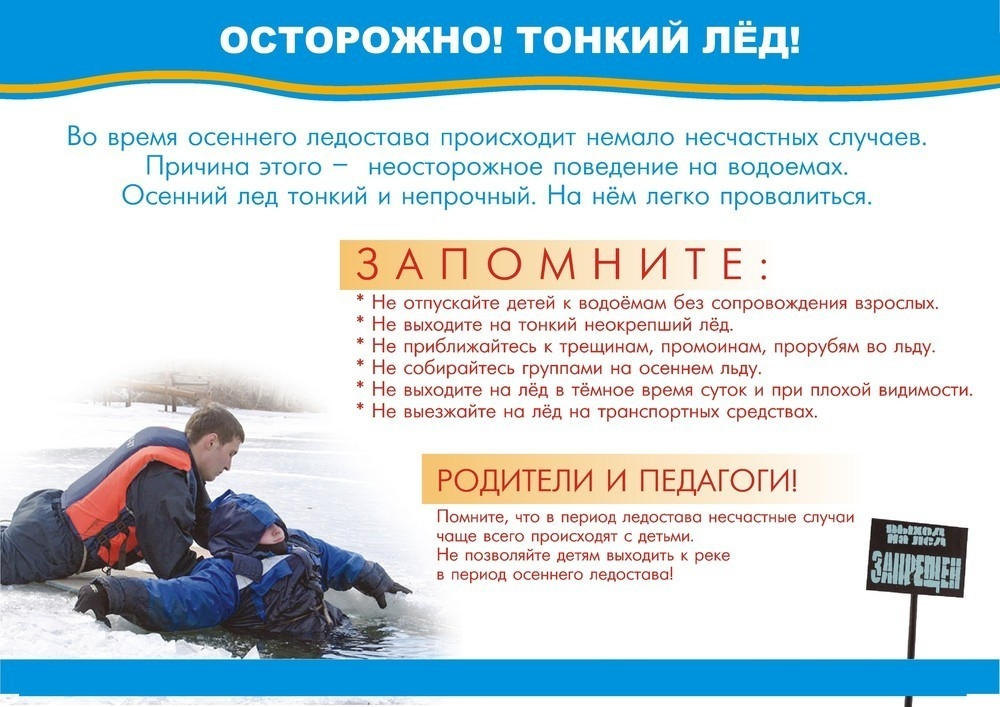 ОСТОРОЖНО! ТОНКИЙ ЛЁД!
Во время осеннего ледостава происходит немало несчастных случаев.
Причина этого – неосторожное поведение на водоемах.
Осенний лед тонкий и непрочный. На нём легко провалиться.
ЗАПОМНИТЕ:
* Не отпускайте детей к водоёмам без сопровождения взрослых.
* Не выходите на тонкий неокрепший лёд.
* Не приближайтесь к трещинам, промоинам, прорубям во льду.
* Не собирайтесь группами на осеннем льду.
* Не выходите на лёд в тёмное время суток и при плохой видимости.
* Не выезжайте на лёд на транспортных средствах.
РОДИТЕЛИ И ПЕДАГОГИ!
Помните, что в период ледостава несчастные случаи
чаще всего происходят с детьми.
Не позволяйте детям выходить к реке
в период осеннего ледостава!
ВЫХОД
НА ЛЕД
ЗАПРЕЩЕН